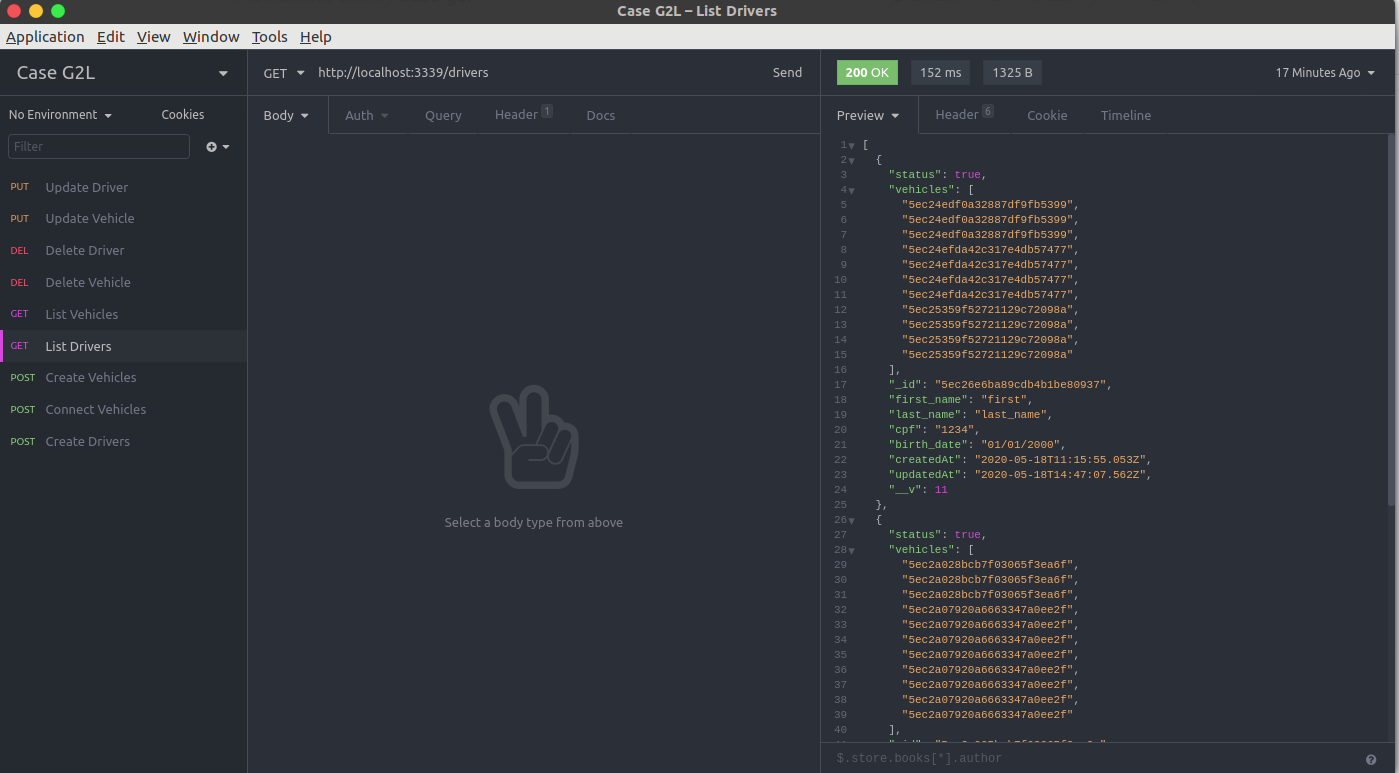 Case G2L – List Drivers
Application Edit View Window Tools Help
Case G2L
GET http://localhost:3339/drivers Send
200 OK 152 ms 1325 B 17 Minutes Ago
No Environment Cookies
Body Auth Query Header 1 Docs
Preview Header 6 Cookie Timeline
Filter
PUT Update Driver
PUT Update Vehicle
DEL Delete Driver
DEL Delete Vehicle
GET List Vehicles
GET List Drivers
POST Create Vehicles
POST Connect Vehicles
POST Create Drivers
Select a body type from above
1 [
2 {
3 "status": true,
4 "vehicles": [
5 "5ec24edf0a32887df9fb5399",
6 "5ec24edf0a32887df9fb5399",
7 "5ec24edf0a32887df9fb5399",
8 "5ec24efda42c317e4db57477",
9 "5ec24efda42c317e4db57477",
10 "5ec24efda42c317e4db57477",
11 "5ec24efda42c317e4db57477",
12 "5ec25359f52721129c72098a",
13 "5ec25359f52721129c72098a",
14 "5ec25359f52721129c72098a",
15 "5ec25359f52721129c72098a"
16 ],
17 "_id": "5ec26e6ba89cdb4b1be80937",
18 "first_name": "first",
19 "last_name": "last_name",
20 "cpf": "1234",
21 "birth_date": "01/01/2000",
22 "createdAt": "2020-05-18T11:15:55.053Z",
23 "updatedAt": "2020-05-18T14:47:07.562Z",
24 "__v": 11
25 },
26 {
27 "status": true,
28 "vehicles": [
29 "5ec2a028bcb7f03065f3ea6f",
30 "5ec2a028bcb7f03065f3ea6f",
31 "5ec2a028bcb7f03065f3ea6f",
32 "5ec2a07920a6663347a0ee2f",
33 "5ec2a07920a6663347a0ee2f",
34 "5ec2a07920a6663347a0ee2f",
35 "5ec2a07920a6663347a0ee2f",
36 "5ec2a07920a6663347a0ee2f",
37 "5ec2a07920a6663347a0ee2f",
38 "5ec2a07920a6663347a0ee2f",
39 "5ec2a07920a6663347a0ee2f"
40 ],
$.store.books[*].author